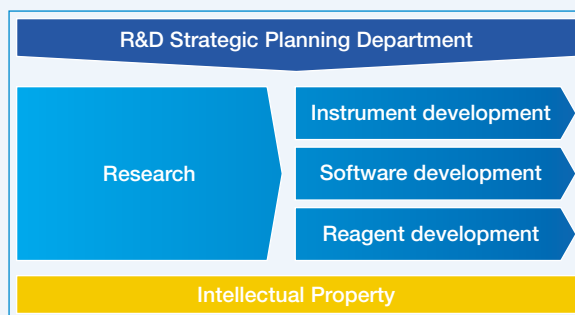 R&D Strategic Planning Department
Research
Instrument development
Software development
Reagent development
Intellectual Property